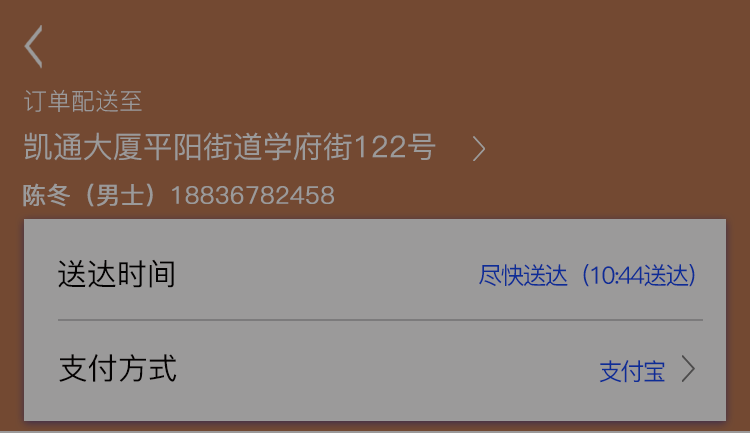 订单配送至
凯通大厦平阳街道学府街122号
陈冬（男士）18836782458
送达时间 尽快送达（10:44送达）
支付方式 支付宝